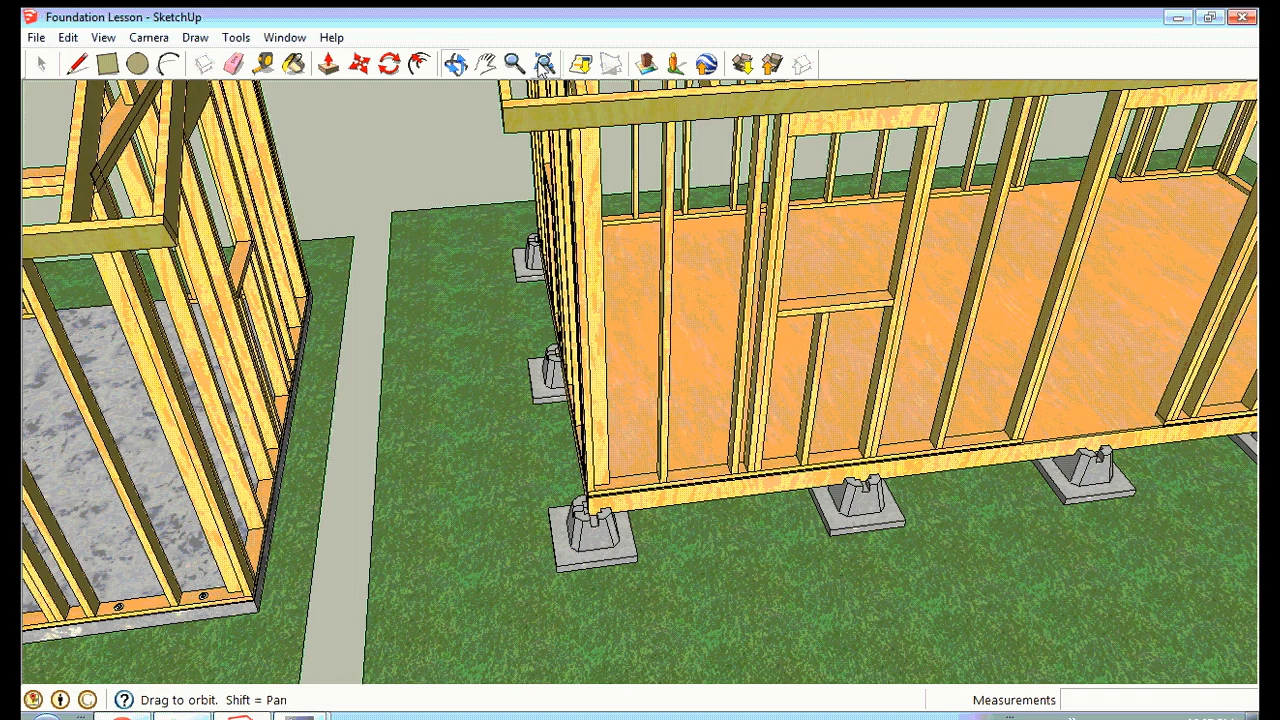 Foundation Lesson - SketchUp
File Edit View Camera Draw Tools Window Help
Drag to orbit. Shift = Pan
Measurements